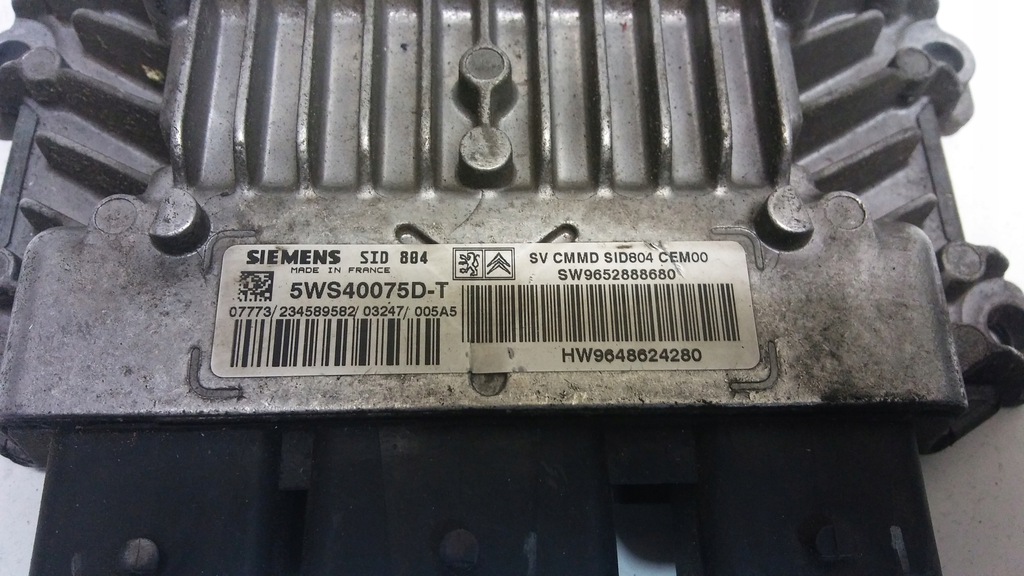 SIEMENS SID 804
MADE IN FRANCE
5WS40075D-T
07773/234589582/03247/005A5
SV CMMD SID804 CEM00
SW9652888680
HW9648624280